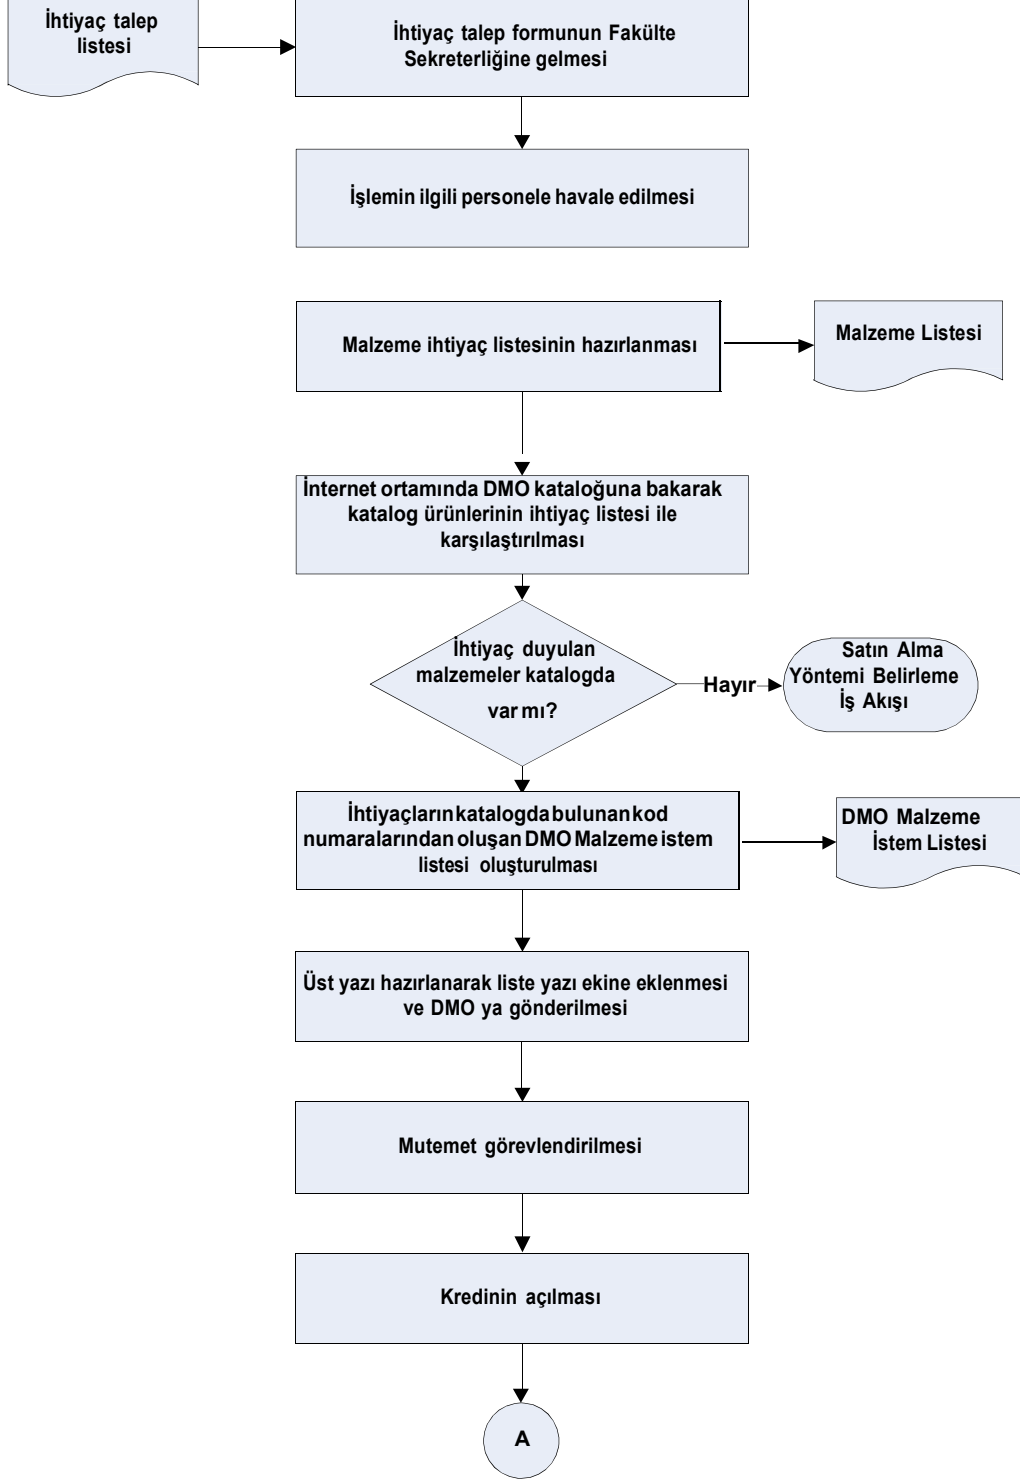 İhtiyaç talep
listesi
İhtiyaç talep formunun Fakülte
Sekreterliğine gelmesi
İşlemin ilgili personele havale edilmesi
Malzeme ihtiyaç listesinin hazırlanması
Malzeme Listesi
İnternet ortamında DMO kataloğuna bakarak
katalog ürünlerinin ihtiyaç listesi ile
karşılaştırılması
İhtiyaç duyulan
malzemeler katalogda
var mı?
Hayır
Satın Alma
Yöntemi Belirleme
İş Akışı
İhtiyaçların katalogda bulunan kod
numaralarından oluşan DMO Malzeme istem
listesi oluşturulması
DMO Malzeme
İstem Listesi
Üst yazı hazırlanarak liste yazı ekine eklenmesi
ve DMO ya gönderilmesi
Mutemet görevlendirilmesi
Kredinin açılması
A